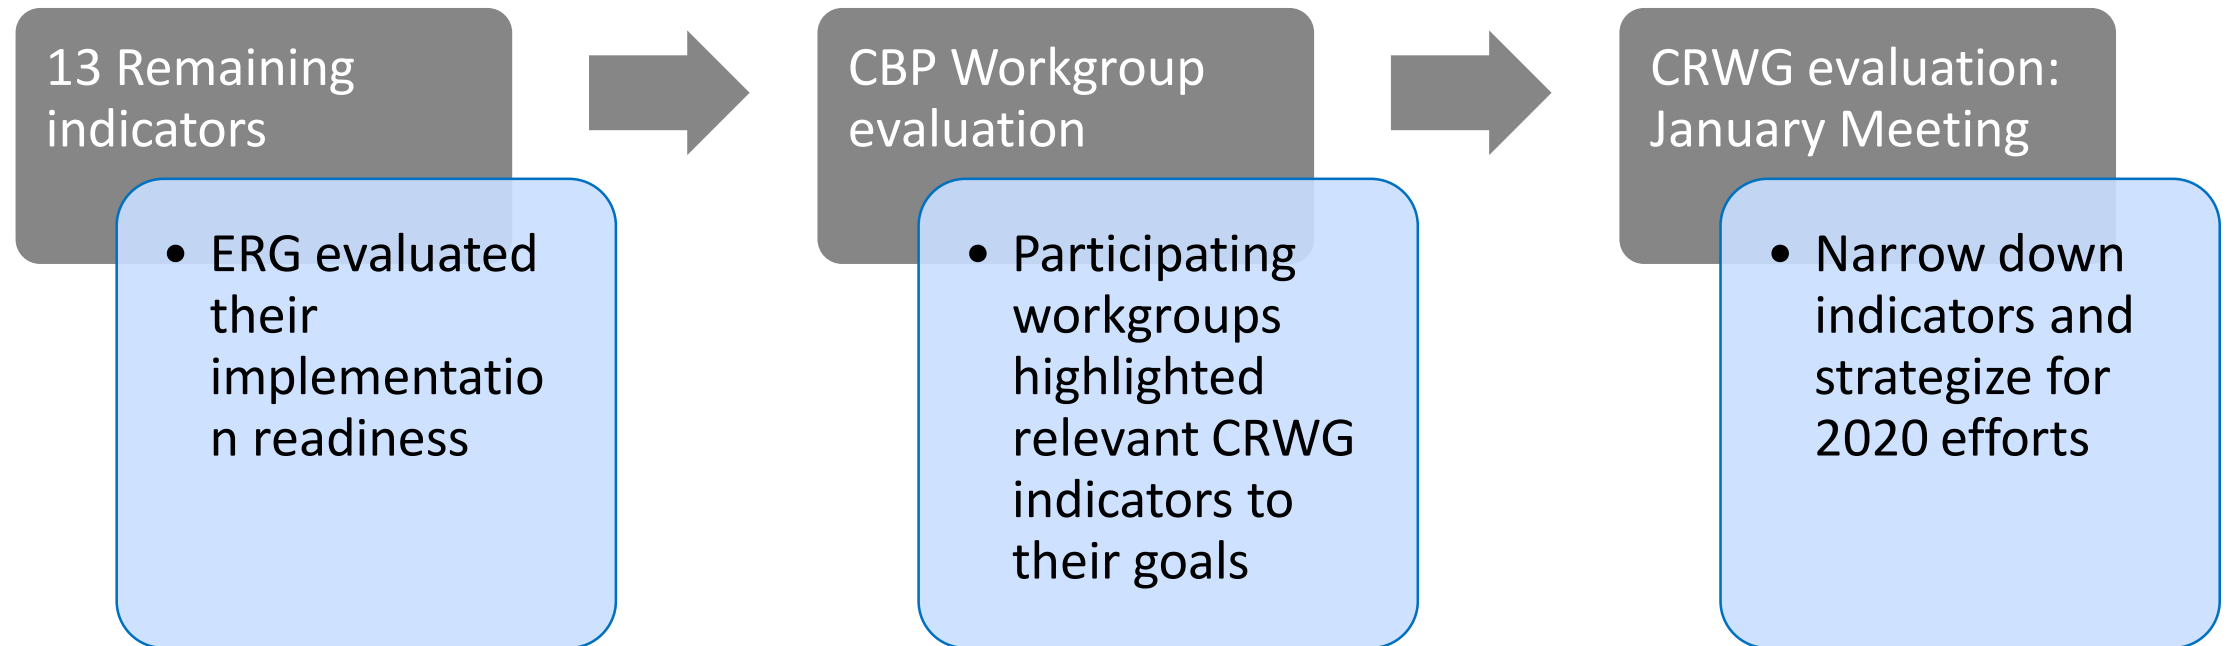 13 Remaining
indicators
• ERG evaluated
their
implementatio
n readiness
CBP Workgroup
evaluation
• Participating
workgroups
highlighted
relevant CRWG
indicators to
their goals
CRWG evaluation:
January Meeting
• Narrow down
indicators and
strategize for
2020 efforts